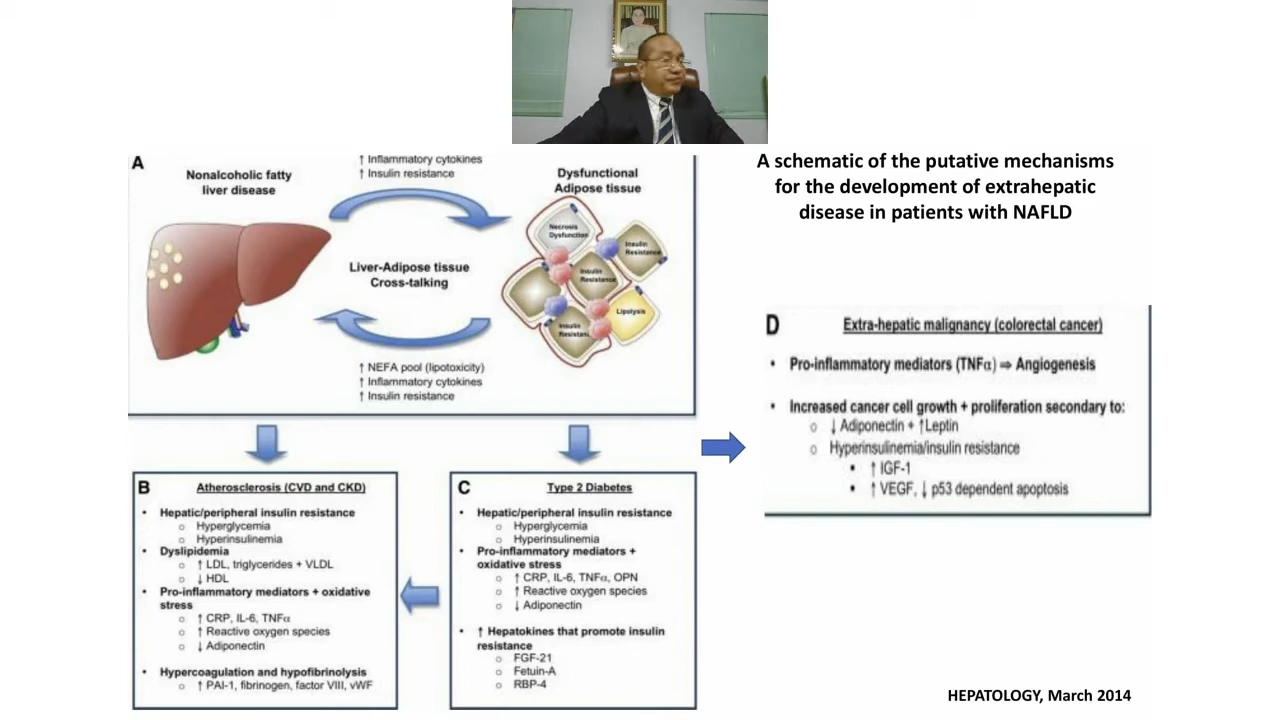 A schematic of the putative mechanisms
for the development of extrahepatic
disease in patients with NAFLD
A
Nonalcoholic fatty
liver disease
↑ Inflammatory cytokines
↑ Insulin resistance
Dysfunctional
Adipose tissue
Necrosis
Dysfunction
Insulin
Resistance
Insulin
Resistance
Lipolysis
Insulin
Resistan
Liver-Adipose tissue
Cross-talking
↑ NEFA pool (lipotoxicity)
↑ Inflammatory cytokines
↑ Insulin resistance
B
Atherosclerosis (CVD and CKD)
• Hepatic/peripheral insulin resistance
o Hyperglycemia
o Hyperinsulinemia
• Dyslipidemia
o ↑ LDL, triglycerides + VLDL
o ↓ HDL
• Pro-inflammatory mediators + oxidative
stress
o ↑ CRP, IL-6, TNFα
o ↑ Reactive oxygen species
o ↓ Adiponectin
• Hypercoagulation and hypofibrinolysis
o ↑ PAI-1, fibrinogen, factor VIII, vWF
C
Type 2 Diabetes
• Hepatic/peripheral insulin resistance
o Hyperglycemia
o Hyperinsulinemia
• Pro-inflammatory mediators +
oxidative stress
o ↑ CRP, IL-6, TNFα, OPN
o ↑ Reactive oxygen species
o ↓ Adiponectin
• ↑ Hepatokines that promote insulin
resistance
o FGF-21
o Fetuin-A
o RBP-4
D
Extra-hepatic malignancy (colorectal cancer)
• Pro-inflammatory mediators (TNFα) ⇒ Angiogenesis
• Increased cancer cell growth + proliferation secondary to:
o ↓ Adiponectin + ↑Leptin
o Hyperinsulinemia/insulin resistance
▪ ↑ IGF-1
▪ ↑ VEGF, ↓ p53 dependent apoptosis
HEPATOLOGY, March 2014